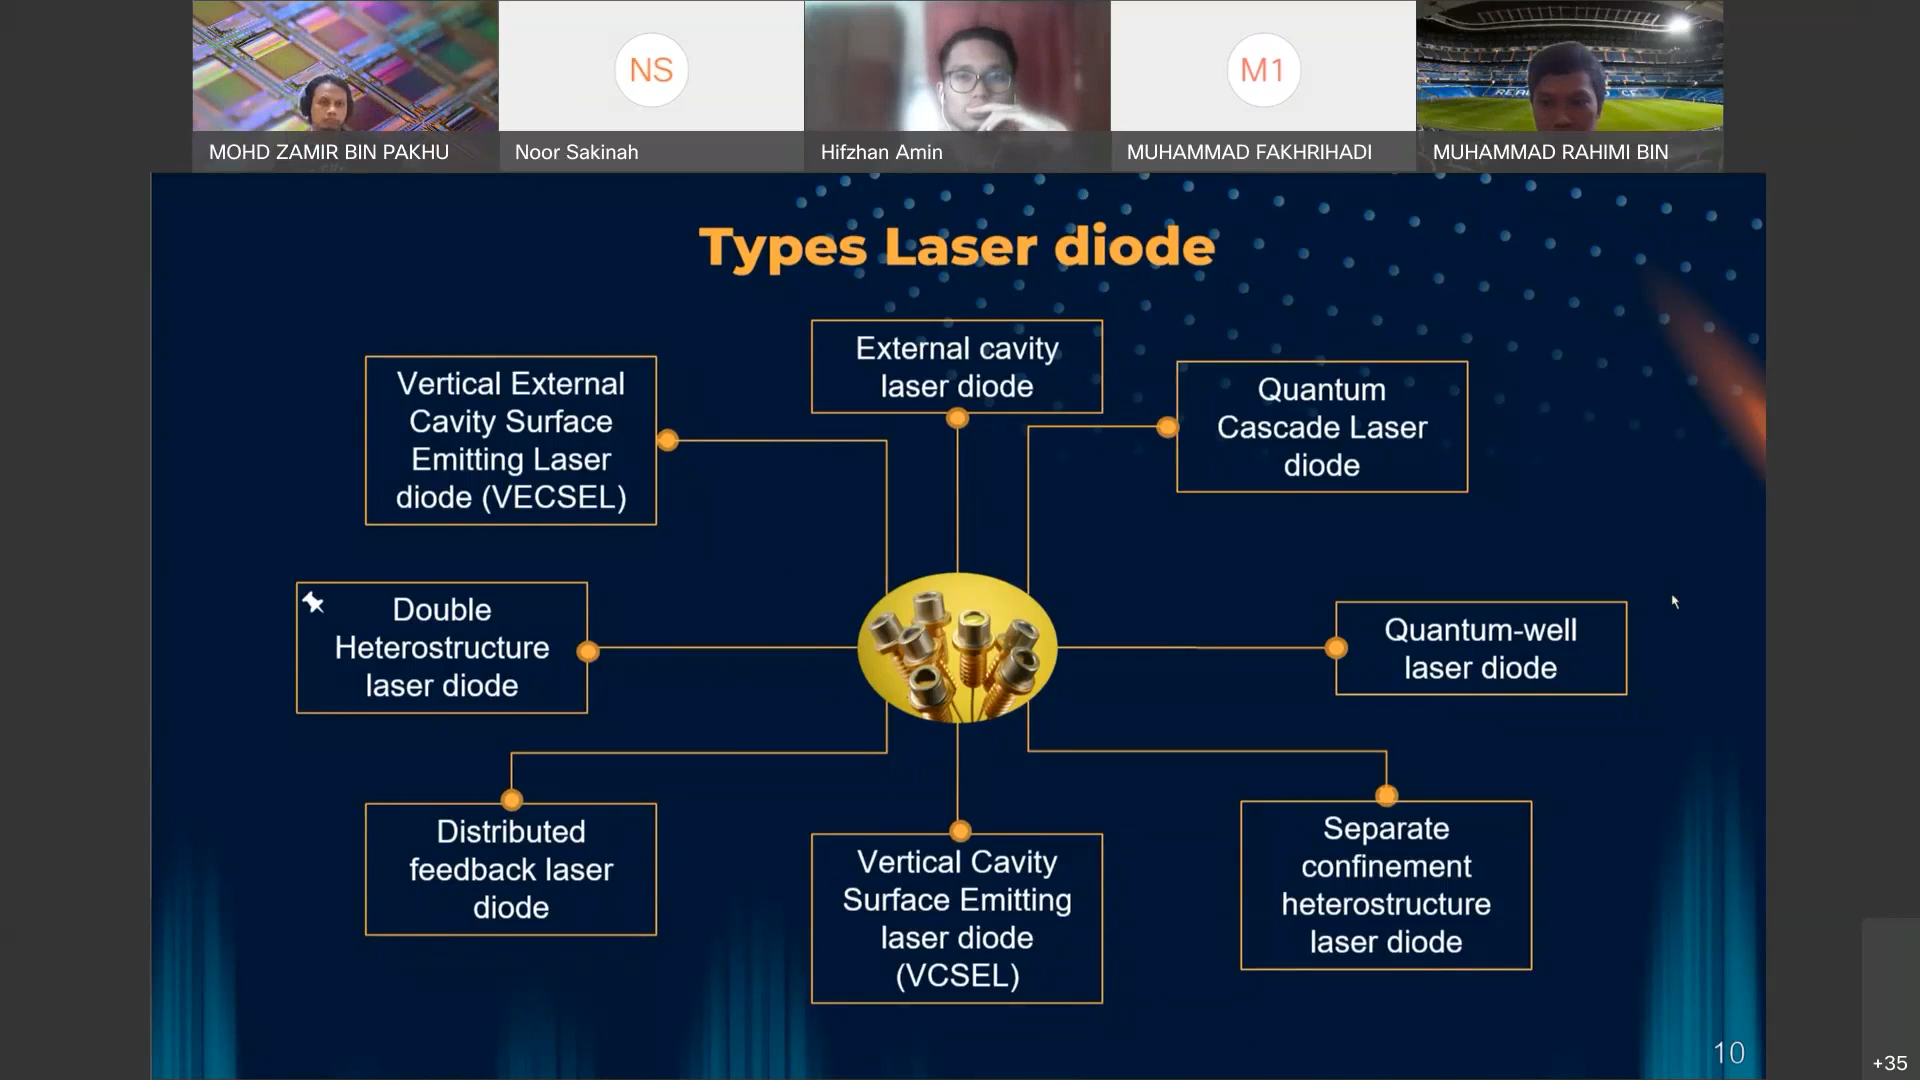 NS
M1
REA
CF
MOHD ZAMIR BIN PAKHU
Noor Sakinah
Hifzhan Amin
MUHAMMAD FAKHRIHADI
MUHAMMAD RAHIMI BIN
Types Laser diode
External cavity
laser diode
Vertical External
Cavity Surface
Emitting Laser
diode (VECSEL)
Quantum
Cascade Laser
diode
Double
Heterostructure
laser diode
Quantum-well
laser diode
Distributed
feedback laser
diode
Vertical Cavity
Surface Emitting
laser diode
(VCSEL)
Separate
confinement
heterostructure
laser diode
10
+35